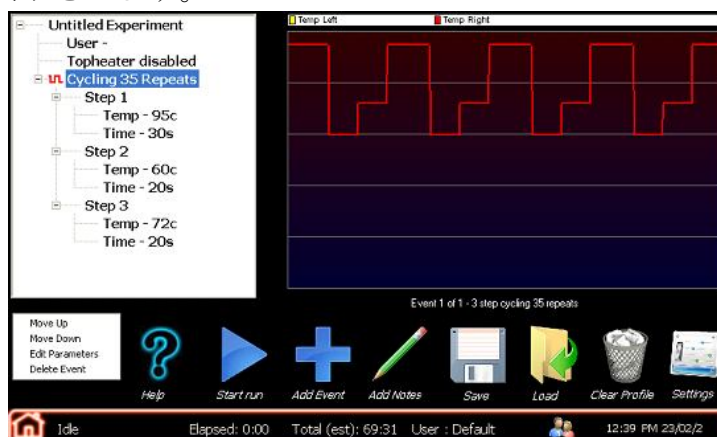 Untitled Experiment
User -
Topheater disabled
Cycling 35 Repeats
Step 1
Temp - 95c
Time - 30s
Step 2
Temp - 60c
Time - 20s
Step 3
Temp - 72c
Time - 20s
Temp Left
Temp Right
Event 1 of 1 - 3 step cycling 35 repeats
Move Up
Move Down
Edit Parameters
Delete Event
Help
Start run
Add Event
Add Notes
Save
Load
Clear Profile
Settings
Idle
Elapsed: 0:00
Total (est): 69:31
User : Default
12:39 PM 23/02/2